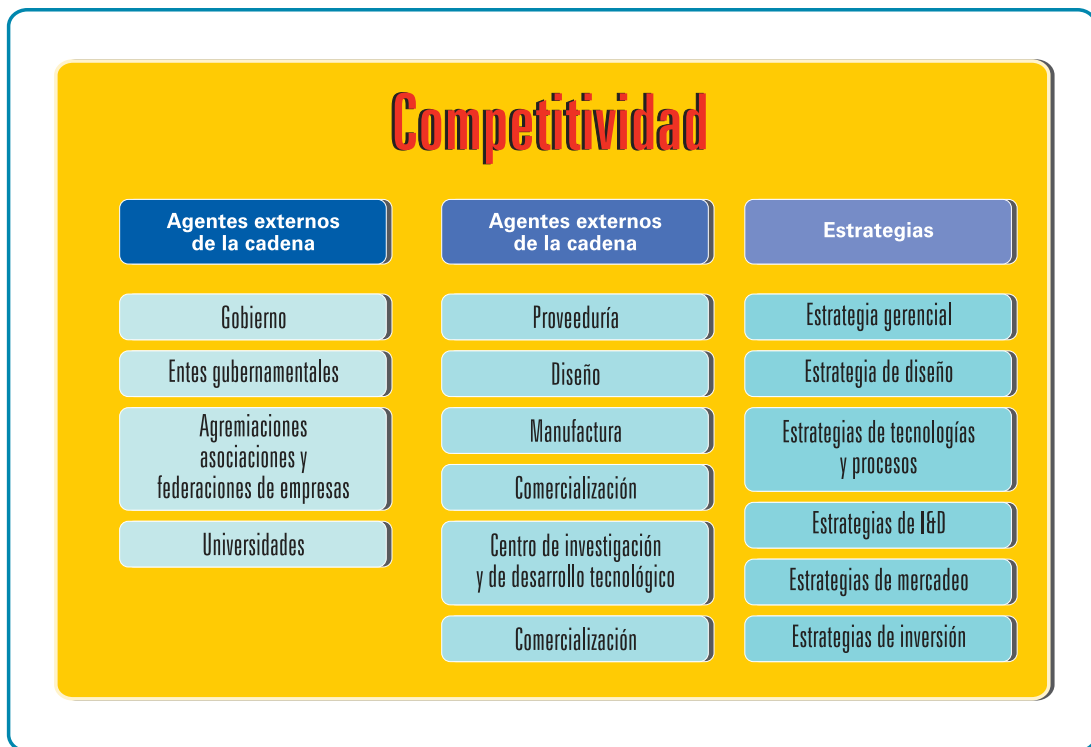 Competitividad
Agentes externos
de la cadena
Gobierno
Entes gubernamentales
Agremiaciones
asociaciones y
federaciones de empresas
Universidades
Agentes externos
de la cadena
Proveeduría
Diseño
Manufactura
Comercialización
Centro de investigación
y de desarrollo tecnológico
Comercialización
Estrategias
Estrategia gerencial
Estrategia de diseño
Estrategias de tecnologías
y procesos
Estrategias de I&D
Estrategias de mercadeo
Estrategias de inversión